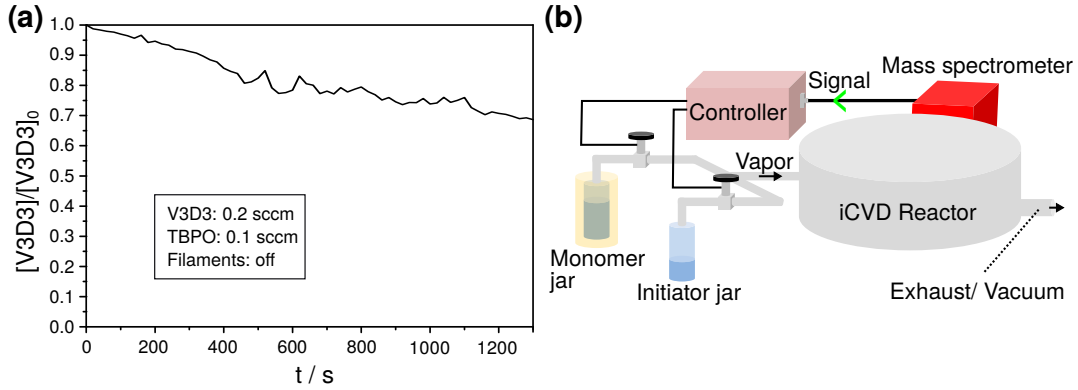 (a)
1.0
0.9
0.8
0.7
0.6
0.5
0.4
0.3
0.2
0.1
0.0
[V3D3]/[V3D3]0
V3D3: 0.2 sccm
TBPO: 0.1 sccm
Filaments: off
0 200 400 600 800 1000 1200
t / s
(b)
Mass spectrometer
Signal
Controller
Vapor
iCVD Reactor
Monomer
jar
Initiator jar
Exhaust/ Vacuum